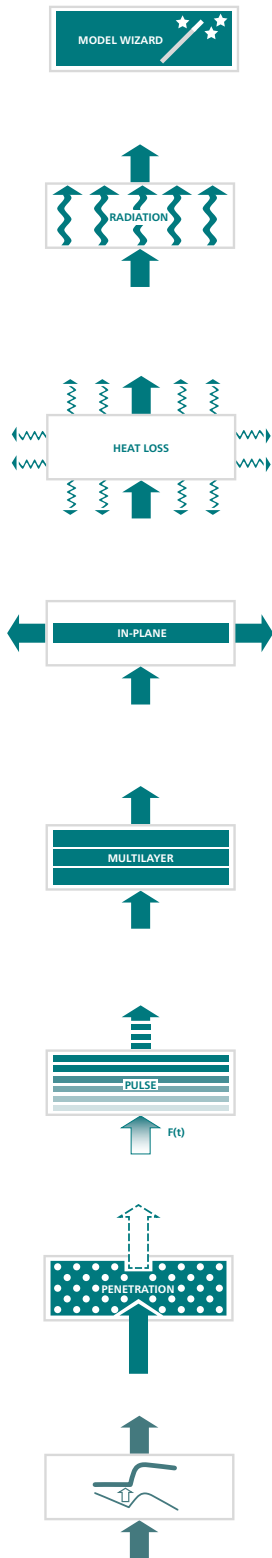 MODEL WIZARD
RADIATION
HEAT LOSS
IN-PLANE
MULTILAYER
PULSE
F(t)
PENETRATION